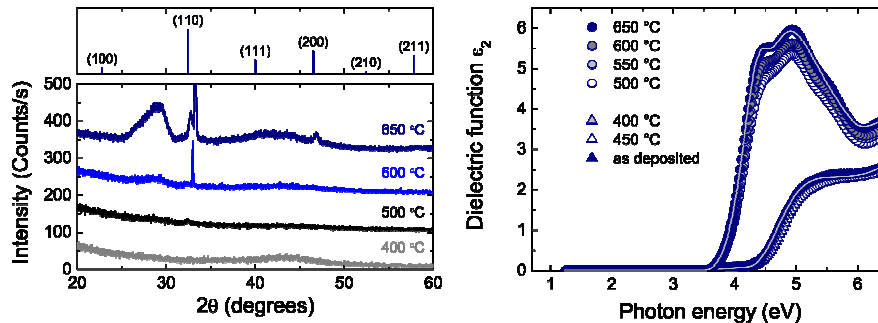 (100)
(110)
(111)
(200)
(210)
(211)
Intensity (Counts/s)
500
400
300
200
100
0
650 °C
600 °C
500 °C
400 °C
20 30 40 50 60
2θ (degrees)
Dielectric function ε2
6
5
4
3
2
1
0
650 °C
600 °C
550 °C
500 °C
400 °C
450 °C
as deposited
1 2 3 4 5 6
Photon energy (eV)